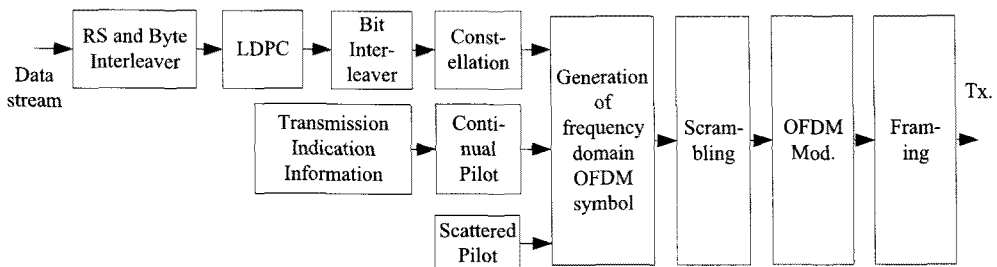 Data
stream
RS and Byte
Interleaver
LDPC
Bit
Inter-
leaver
Const-
ellation
Transmission
Indication
Information
Conti-
nual
Pilot
Scattered
Pilot
Generation
of
frequency
domain
OFDM
symbol
Scram-
bling
OFDM
Mod.
Fram-
ing
Tx.